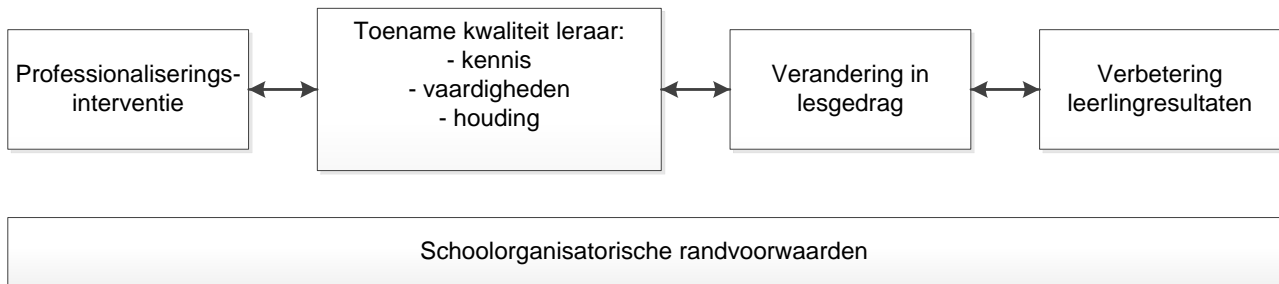 Professionaliserings-
interventie
Toename kwaliteit leraar:
- kennis
- vaardigheden
- houding
Verandering in
lesgedrag
Verbetering
leerlingresultaten
Schoolorganisatorische randvoorwaarden